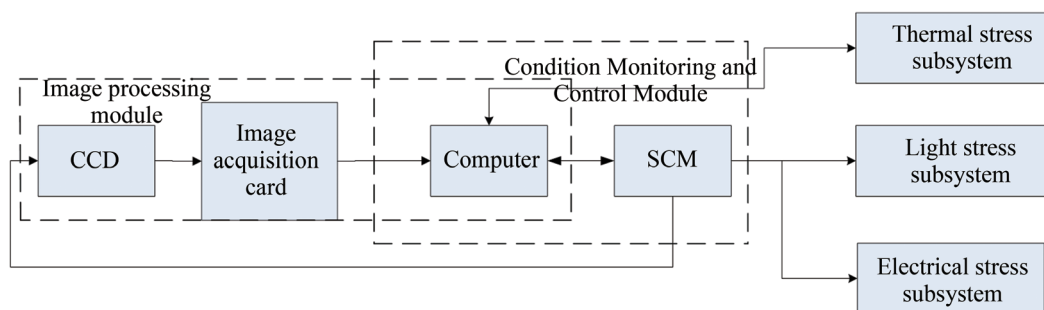 Image processing
module
CCD
Image
acquisition
card
Condition Monitoring and
Control Module
Computer
SCM
Thermal stress
subsystem
Light stress
subsystem
Electrical stress
subsystem